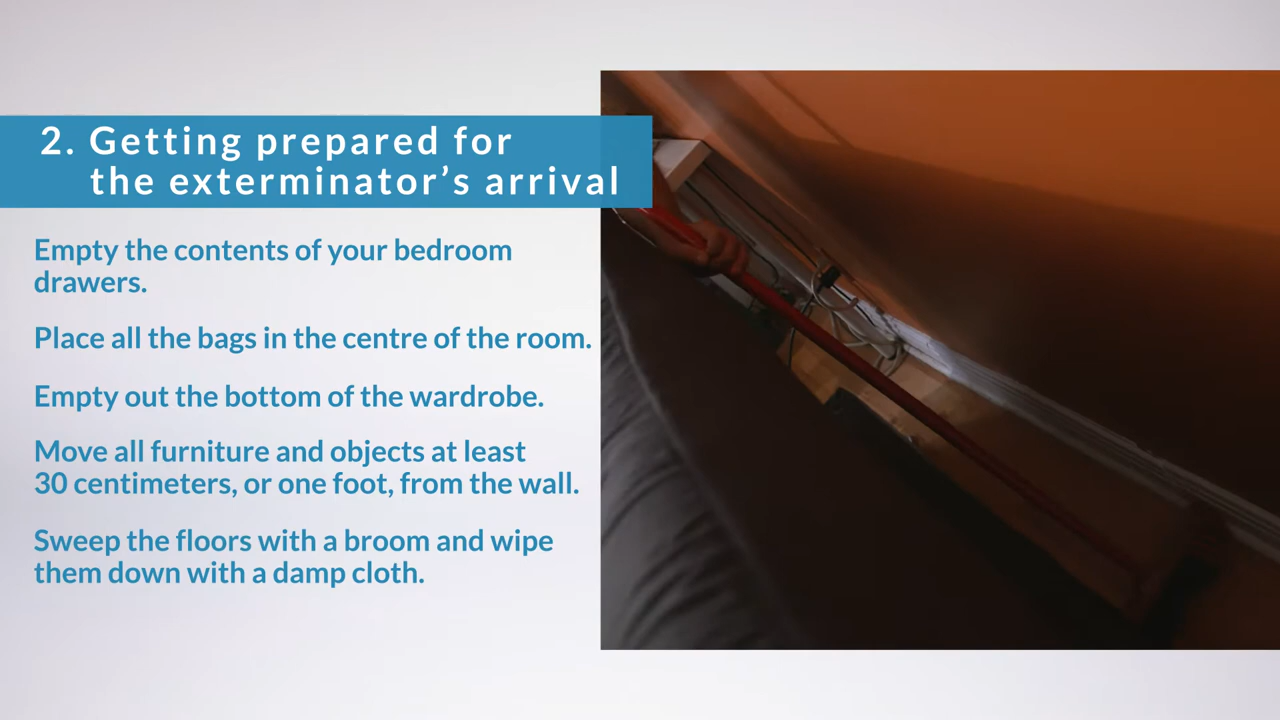 2. Getting prepared for
the exterminator’s arrival
Empty the contents of your bedroom
drawers.
Place all the bags in the centre of the room.
Empty out the bottom of the wardrobe.
Move all furniture and objects at least
30 centimeters, or one foot, from the wall.
Sweep the floors with a broom and wipe
them down with a damp cloth.